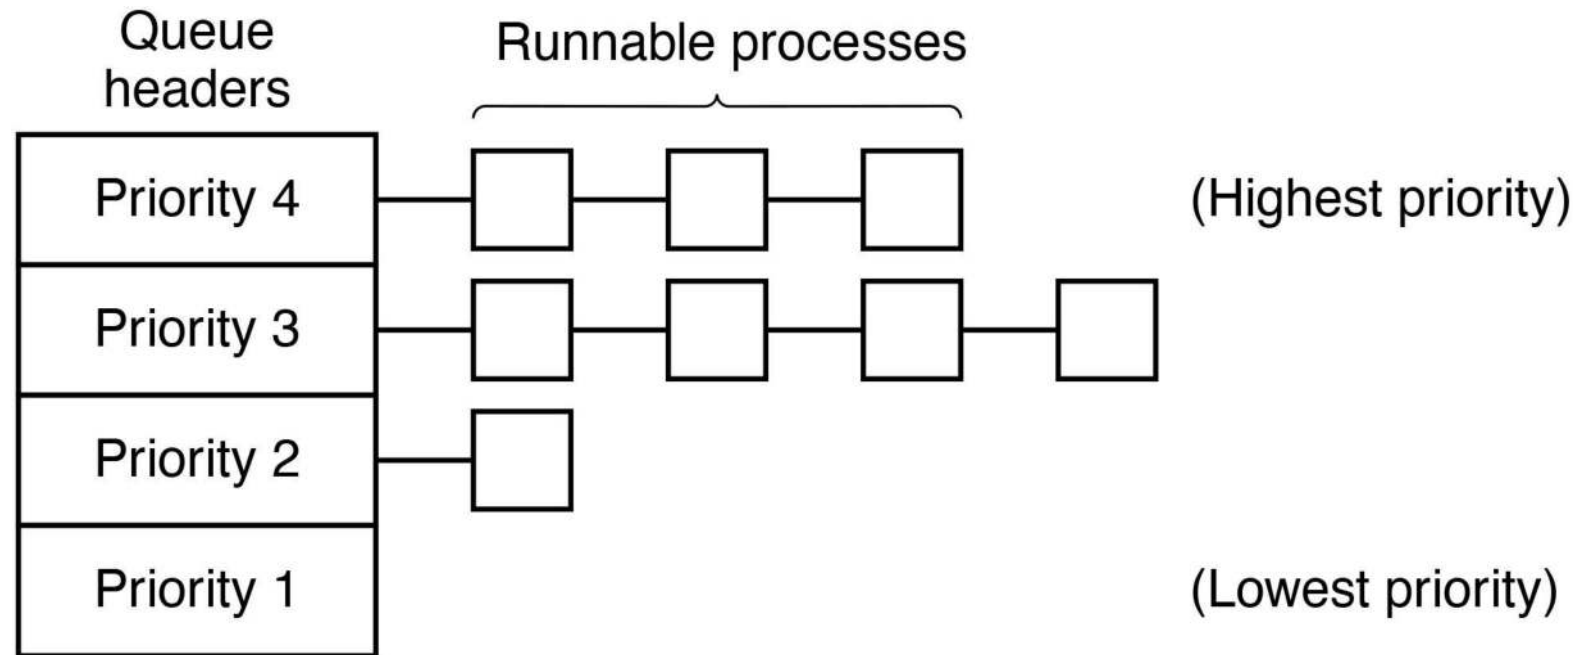 Queue
headers
Runnable processes
Priority 4
(Highest priority)
Priority 3
Priority 2
Priority 1
(Lowest priority)